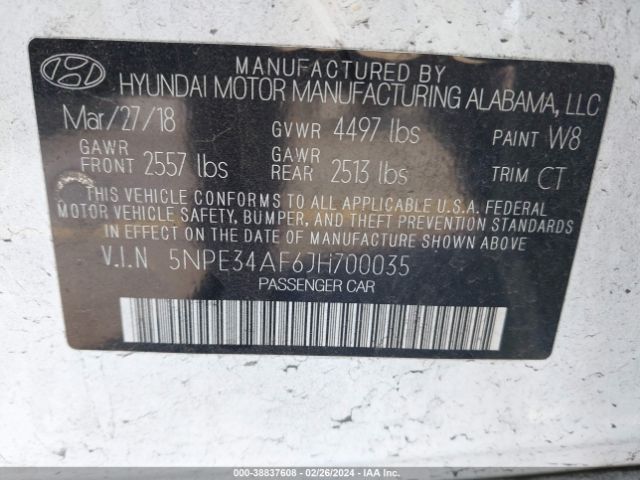 MANUFACTURED BY
HYUNDAI MOTOR MANUFACTURING ALABAMA, LLC
Mar/27/18 GVWR 4497 lbs PAINT W8
GAWR FRONT 2557 lbs GAWR REAR 2513 lbs TRIM CT
THIS VEHICLE CONFORMS TO ALL APPLICABLE U.S.A. FEDERAL
MOTOR VEHICLE SAFETY, BUMPER, AND THEFT PREVENTION STANDARDS
IN EFFECT ON THE DATE OF MANUFACTURE SHOWN ABOVE.
V.I.N 5NPE34AF6JH700035
PASSENGER CAR
000-38837608 - 02/26/2024 - IAA Inc.